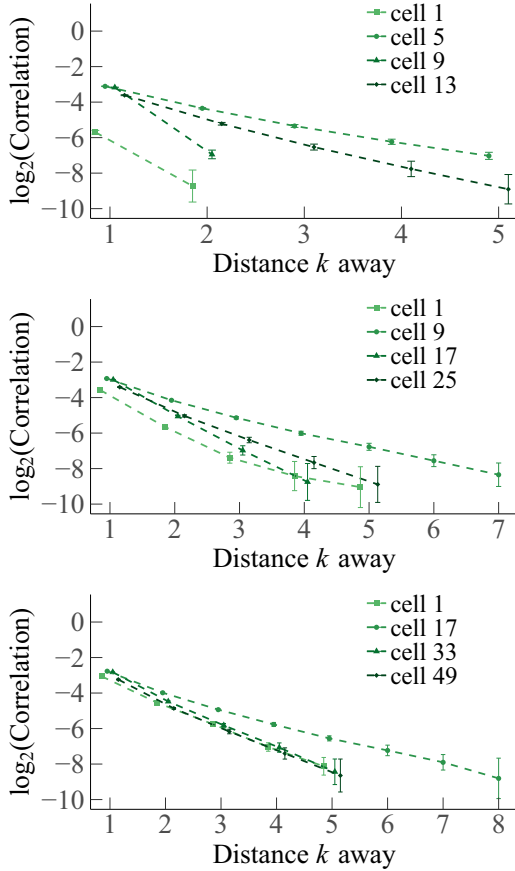 log2(Correlation)
0
−2
−4
−6
−8
−10
cell 1
cell 5
cell 9
cell 13
1 2 3 4 5
Distance k away
log2(Correlation)
0
−2
−4
−6
−8
−10
cell 1
cell 9
cell 17
cell 25
1 2 3 4 5 6 7
Distance k away
log2(Correlation)
0
−2
−4
−6
−8
−10
cell 1
cell 17
cell 33
cell 49
1 2 3 4 5 6 7 8
Distance k away